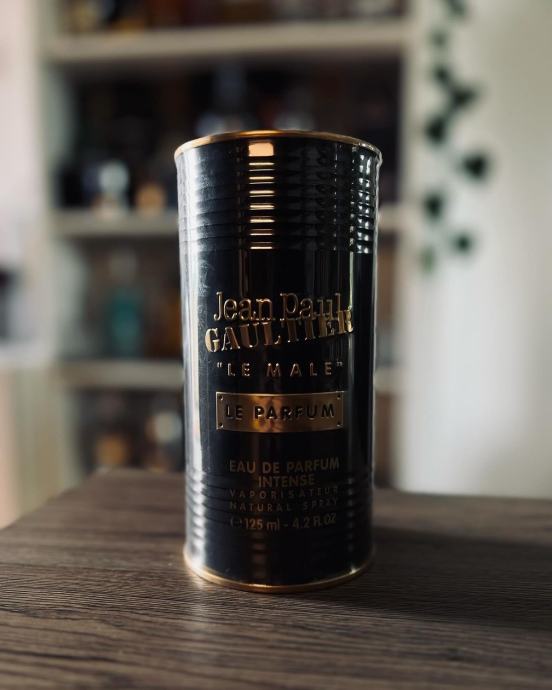 Jean Paul
GAULTIER
"LE MALE"
LE PARFUM
EAU DE PARFUM
INTENSE
VAPORISATEUR
NATURAL SPRAY
℮ 125 ml - 4.2 fl oz